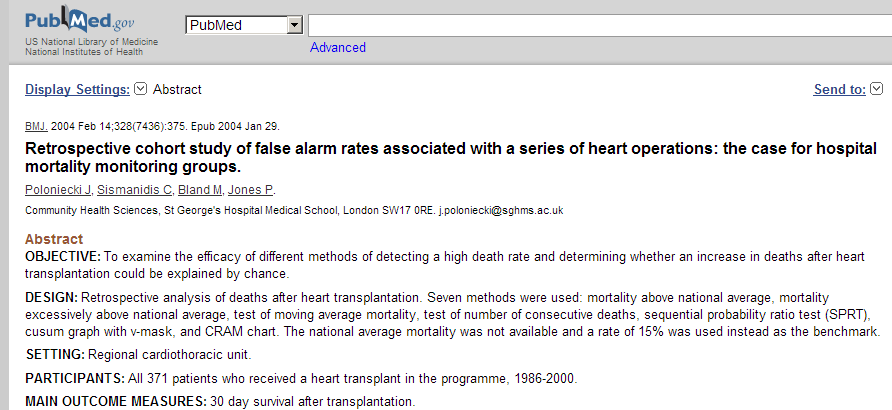 PubMed.gov
US National Library of Medicine
National Institutes of Health
PubMed
Advanced
Display Settings: Abstract
Send to:
BMJ. 2004 Feb 14;328(7436):375. Epub 2004 Jan 29.
Retrospective cohort study of false alarm rates associated with a series of heart operations: the case for hospital
mortality monitoring groups.
Poloniecki J, Sismanidis C, Bland M, Jones P.
Community Health Sciences, St George's Hospital Medical School, London SW17 0RE. j.poloniecki@sghms.ac.uk
Abstract
OBJECTIVE: To examine the efficacy of different methods of detecting a high death rate and determining whether an increase in deaths after heart
transplantation could be explained by chance.
DESIGN: Retrospective analysis of deaths after heart transplantation. Seven methods were used: mortality above national average, mortality
excessively above national average, test of moving average mortality, test of number of consecutive deaths, sequential probability ratio test (SPRT),
cusum graph with v-mask, and CRAM chart. The national average mortality was not available and a rate of 15% was used instead as the benchmark.
SETTING: Regional cardiothoracic unit.
PARTICIPANTS: All 371 patients who received a heart transplant in the programme, 1986-2000.
MAIN OUTCOME MEASURES: 30 day survival after transplantation.